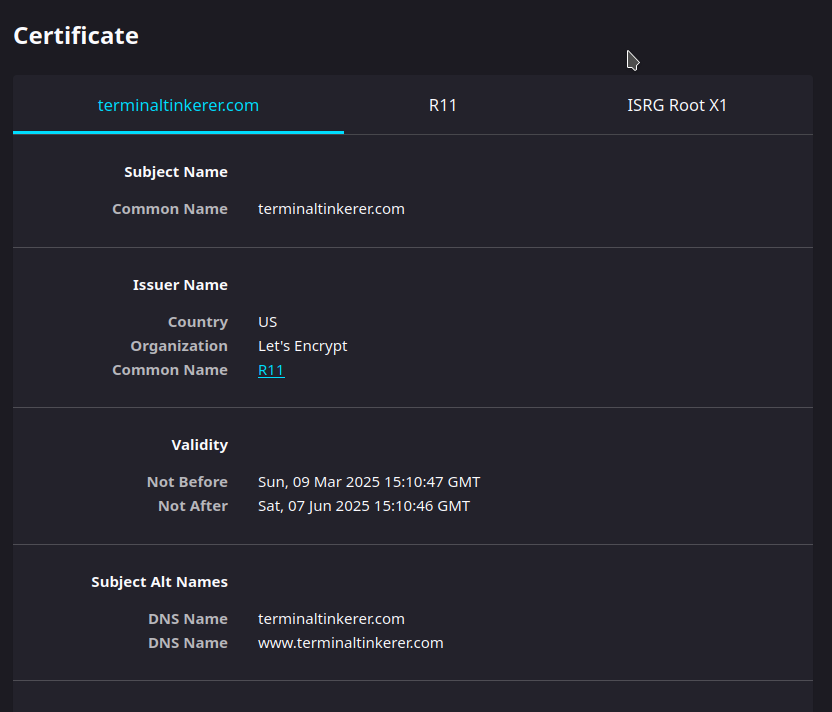 Certificate
terminaltinkerer.com R11 ISRG Root X1
Subject Name
Common Name terminaltinkerer.com
Issuer Name
Country US
Organization Let's Encrypt
Common Name R11
Validity
Not Before Sun, 09 Mar 2025 15:10:47 GMT
Not After Sat, 07 Jun 2025 15:10:46 GMT
Subject Alt Names
DNS Name terminaltinkerer.com
DNS Name www.terminaltinkerer.com